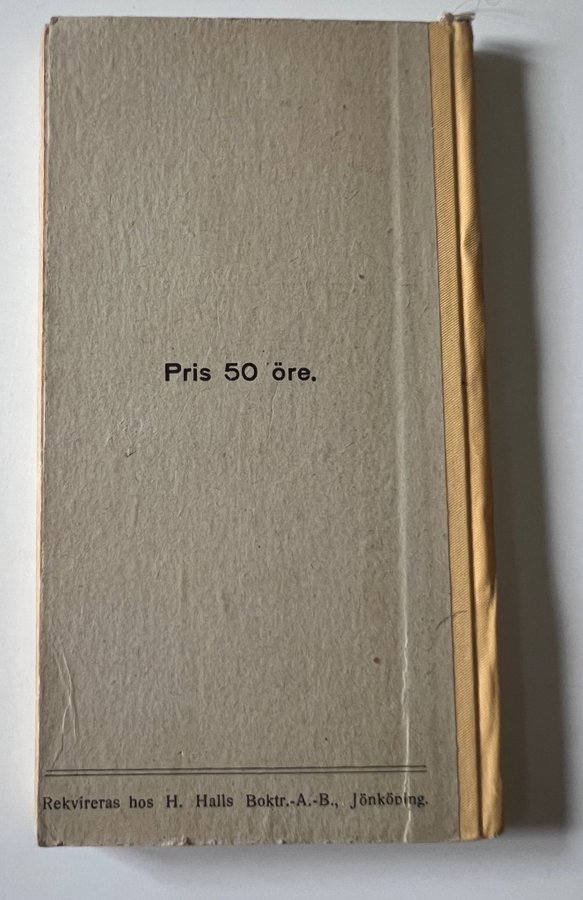 Pris 50 öre.
Rekvireras hos H. Halls Boktr.-A.-B., Jönköping.